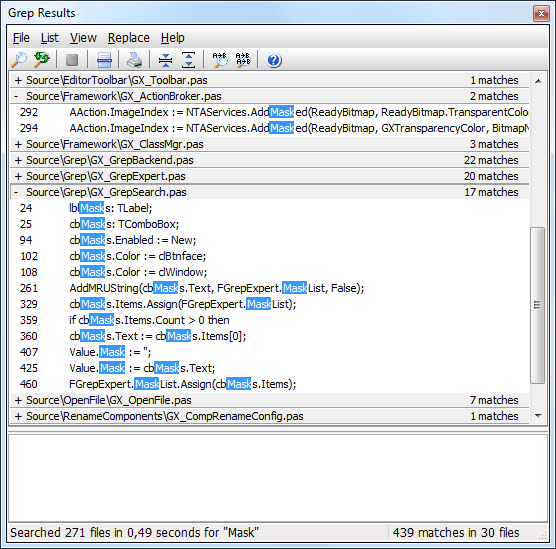 Grep Results
File List View Replace Help
+ Source\EditorToolbar\GX_Toolbar.pas 1 matches
- Source\Framework\GX_ActionBroker.pas 2 matches
292 AAction.ImageIndex := NTAServices.AddMasked(ReadyBitmap, ReadyBitmap.TransparentColo
294 AAction.ImageIndex := NTAServices.AddMasked(ReadyBitmap, GXTransparencyColor, BitmapN
+ Source\Framework\GX_ClassMgr.pas 3 matches
+ Source\Grep\GX_GrepBackend.pas 22 matches
+ Source\Grep\GX_GrepExpert.pas 20 matches
- Source\Grep\GX_GrepSearch.pas 17 matches
24 lblMasks: TLabel;
25 cbMasks: TComboBox;
94 cbMasks.Enabled := New;
102 cbMasks.Color := clBtnface;
108 cbMasks.Color := clWindow;
261 AddMRUString(cbMasks.Text, FGrepExpert.MaskList, False);
329 cbMasks.Items.Assign(FGrepExpert.MaskList);
359 if cbMasks.Items.Count > 0 then
360 cbMasks.Text := cbMasks.Items[0];
407 Value.Mask := '';
425 Value.Mask := cbMasks.Text;
460 FGrepExpert.MaskList.Assign(cbMasks.Items);
+ Source\OpenFile\GX_OpenFile.pas 7 matches
+ Source\RenameComponents\GX_CompRenameConfig.pas 1 matches
Searched 271 files in 0,49 seconds for "Mask" 439 matches in 30 files